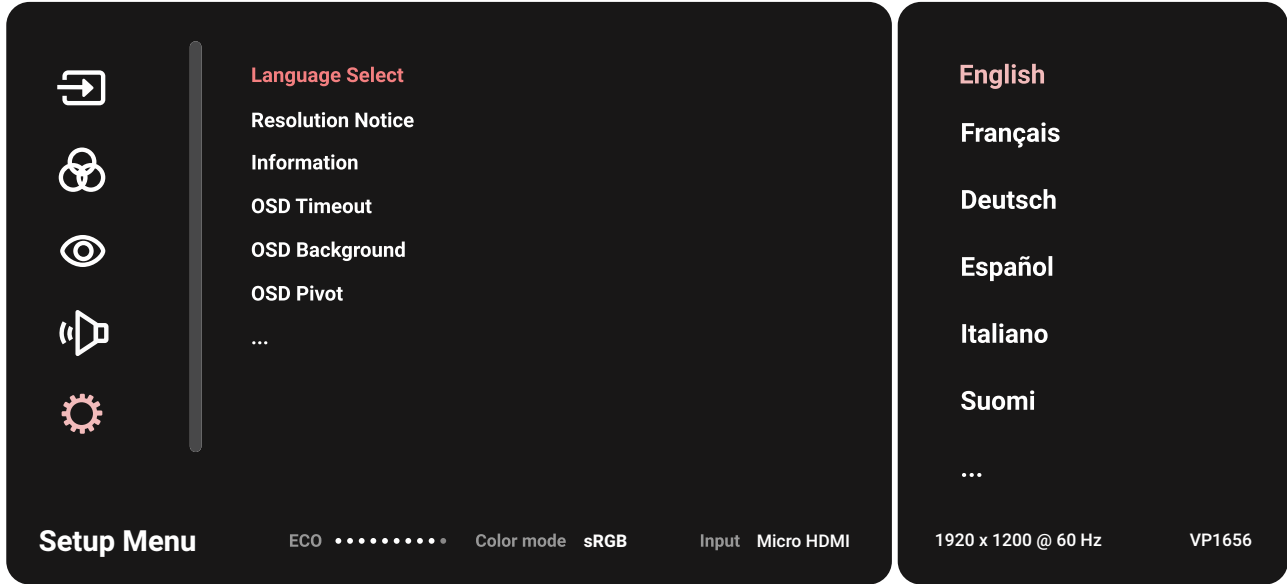 Language Select
Resolution Notice
Information
OSD Timeout
OSD Background
OSD Pivot
...
Setup Menu
ECO
Color mode sRGB
Input Micro HDMI
English
Français
Deutsch
Español
Italiano
Suomi
...
1920 x 1200 @ 60 Hz
VP1656